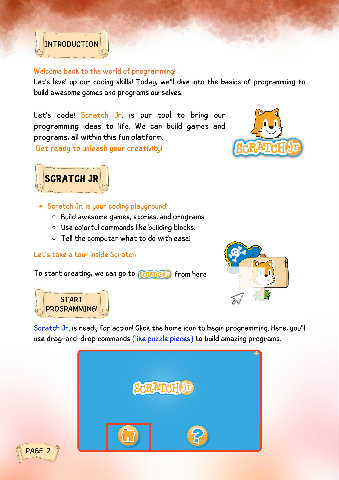 INTRODUCTION
Welcome back to the world of programming!
Let's level up our coding skills! Today, we'll dive into the basics of programming to
build awesome games and programs ourselves.
Let's code! Scratch Jr. is our tool to bring our
programming ideas to life. We can build games and
programs, all within this fun platform.
Get ready to unleash your creativity!
SCRATCHJR
SCRATCH JR
Scratch Jr. is your coding playground!
Build awesome games, stories, and programs
Use colorful commands like building blocks.
Tell the computer what to do with ease!
Let's take a tour inside Scratch
To start creating, we can go to SCRATCHJR from here
START
PROGRAMMING!
Scratch Jr. is ready for action! Click the home icon to begin programming. Here, you'll
use drag-and-drop commands (like puzzle pieces) to build amazing programs.
SCRATCHJR
?
PAGE 2